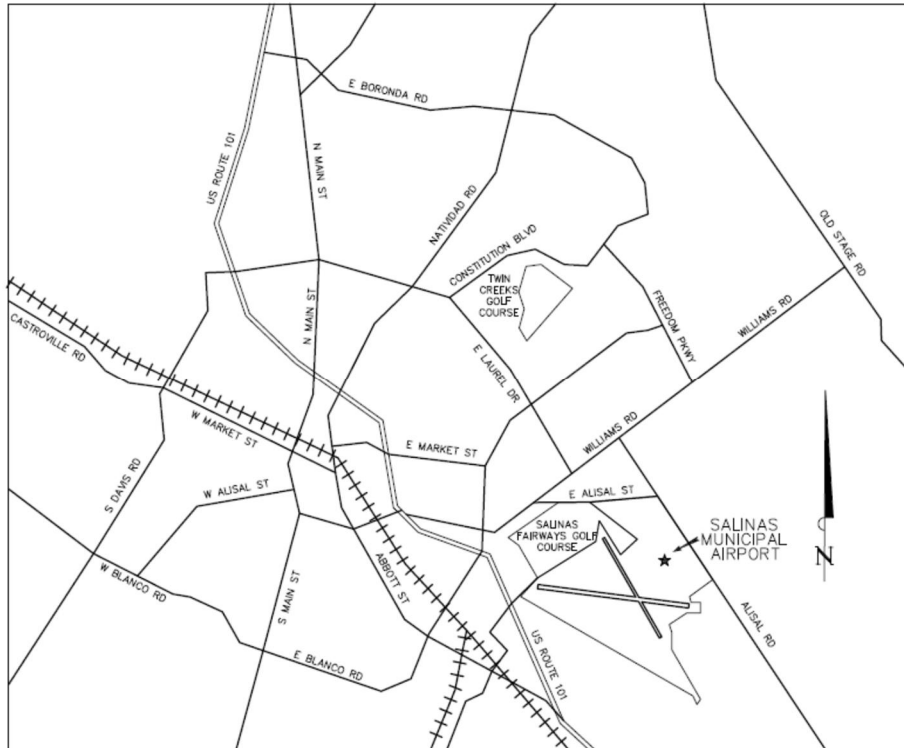 E BORONDA RD
US ROUTE 101
N MAIN ST
NATIVIDAD RD
OLD STAGE RD
CONSTITUTION BLVD
TWIN
CREEKS
GOLF
COURSE
FREEDOM PKWY
WILLIAMS RD
N MAIN ST
CASTROVILLE RD
E LAUREL DR
W MARKET ST
E MARKET ST
WILLIAMS RD
S DAVIS RD
W ALISAL ST
E ALISAL ST
SALINAS
FAIRWAYS GOLF
COURSE
SALINAS
MUNICIPAL
AIRPORT
N
W BLANCO RD
ABBOTT ST
S MAIN ST
ALISAL RD
E BLANCO RD
US ROUTE 101